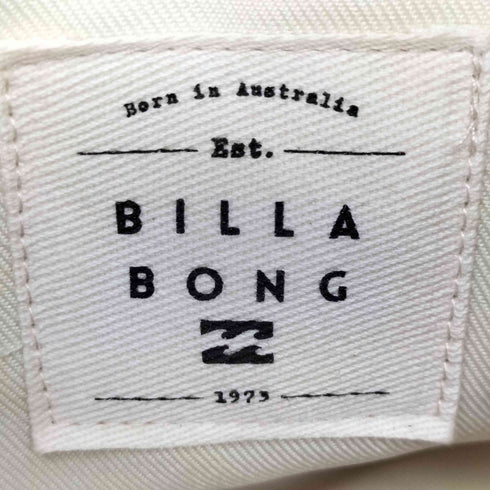 Born in Australia
Est.
BILLA
BONG
1973